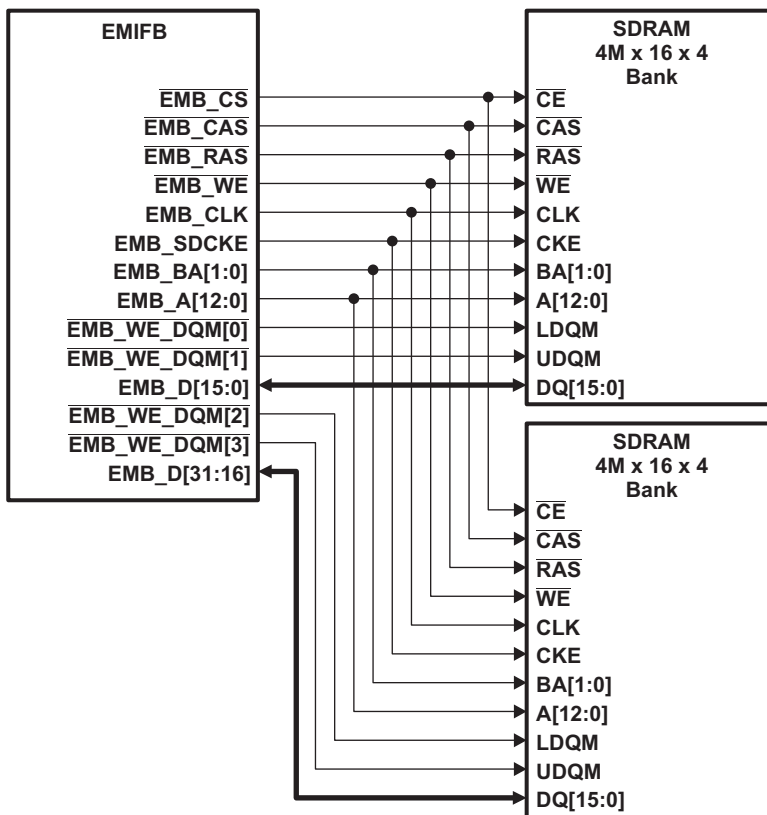 EMIFB
EMB_CS
EMB_CAS
EMB_RAS
EMB_WE
EMB_CLK
EMB_SDCKE
EMB_BA[1:0]
EMB_A[12:0]
EMB_WE_DQM[0]
EMB_WE_DQM[1]
EMB_D[15:0]
EMB_WE_DQM[2]
EMB_WE_DQM[3]
EMB_D[31:16]
SDRAM
4M x 16 x 4
Bank
CE
CAS
RAS
WE
CLK
CKE
BA[1:0]
A[12:0]
LDQM
UDQM
DQ[15:0]
SDRAM
4M x 16 x 4
Bank
CE
CAS
RAS
WE
CLK
CKE
BA[1:0]
A[12:0]
LDQM
UDQM
DQ[15:0]